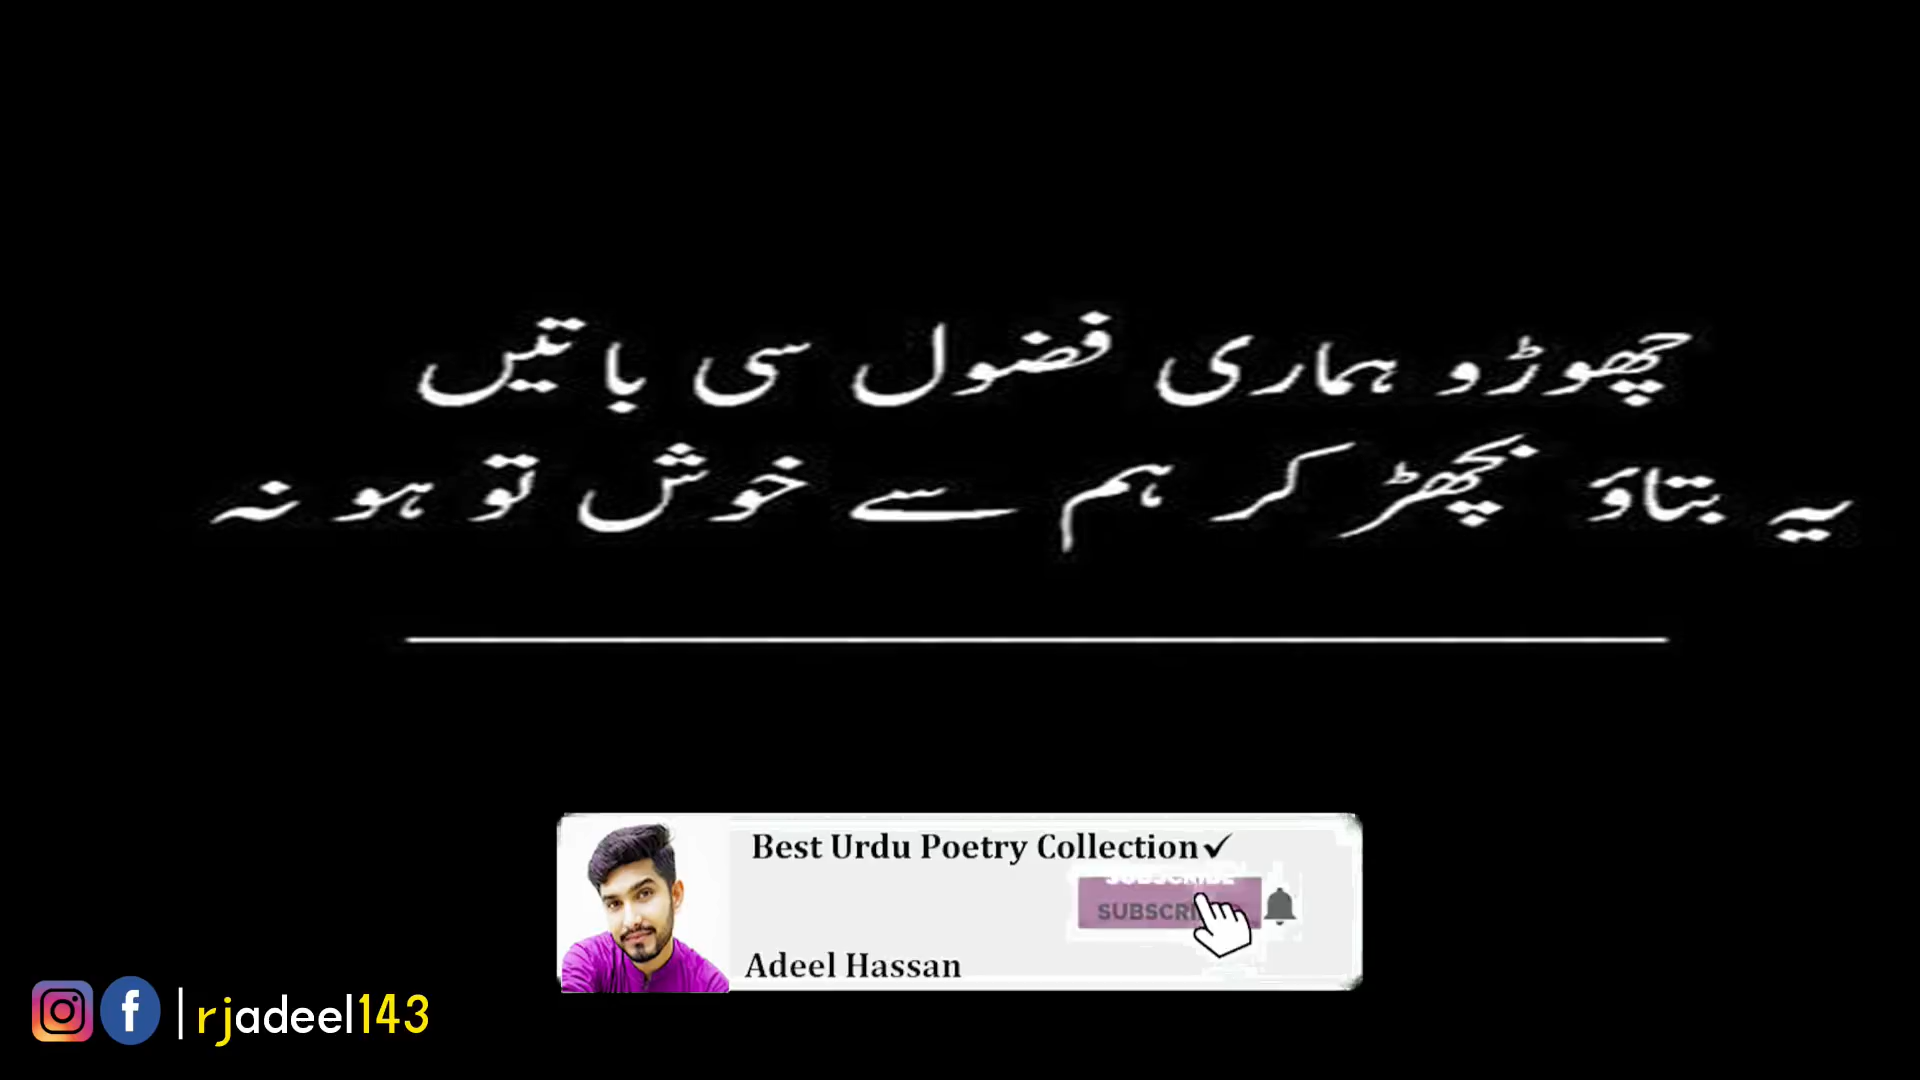 چھوڑو ہماری فضول سی باتیں
یہ بتاؤ بچھڑ کر ہم سے خوش تو ہو نہ
Best Urdu Poetry Collection✓
SUBSCRIBE
Adeel Hassan
|rjadeel143